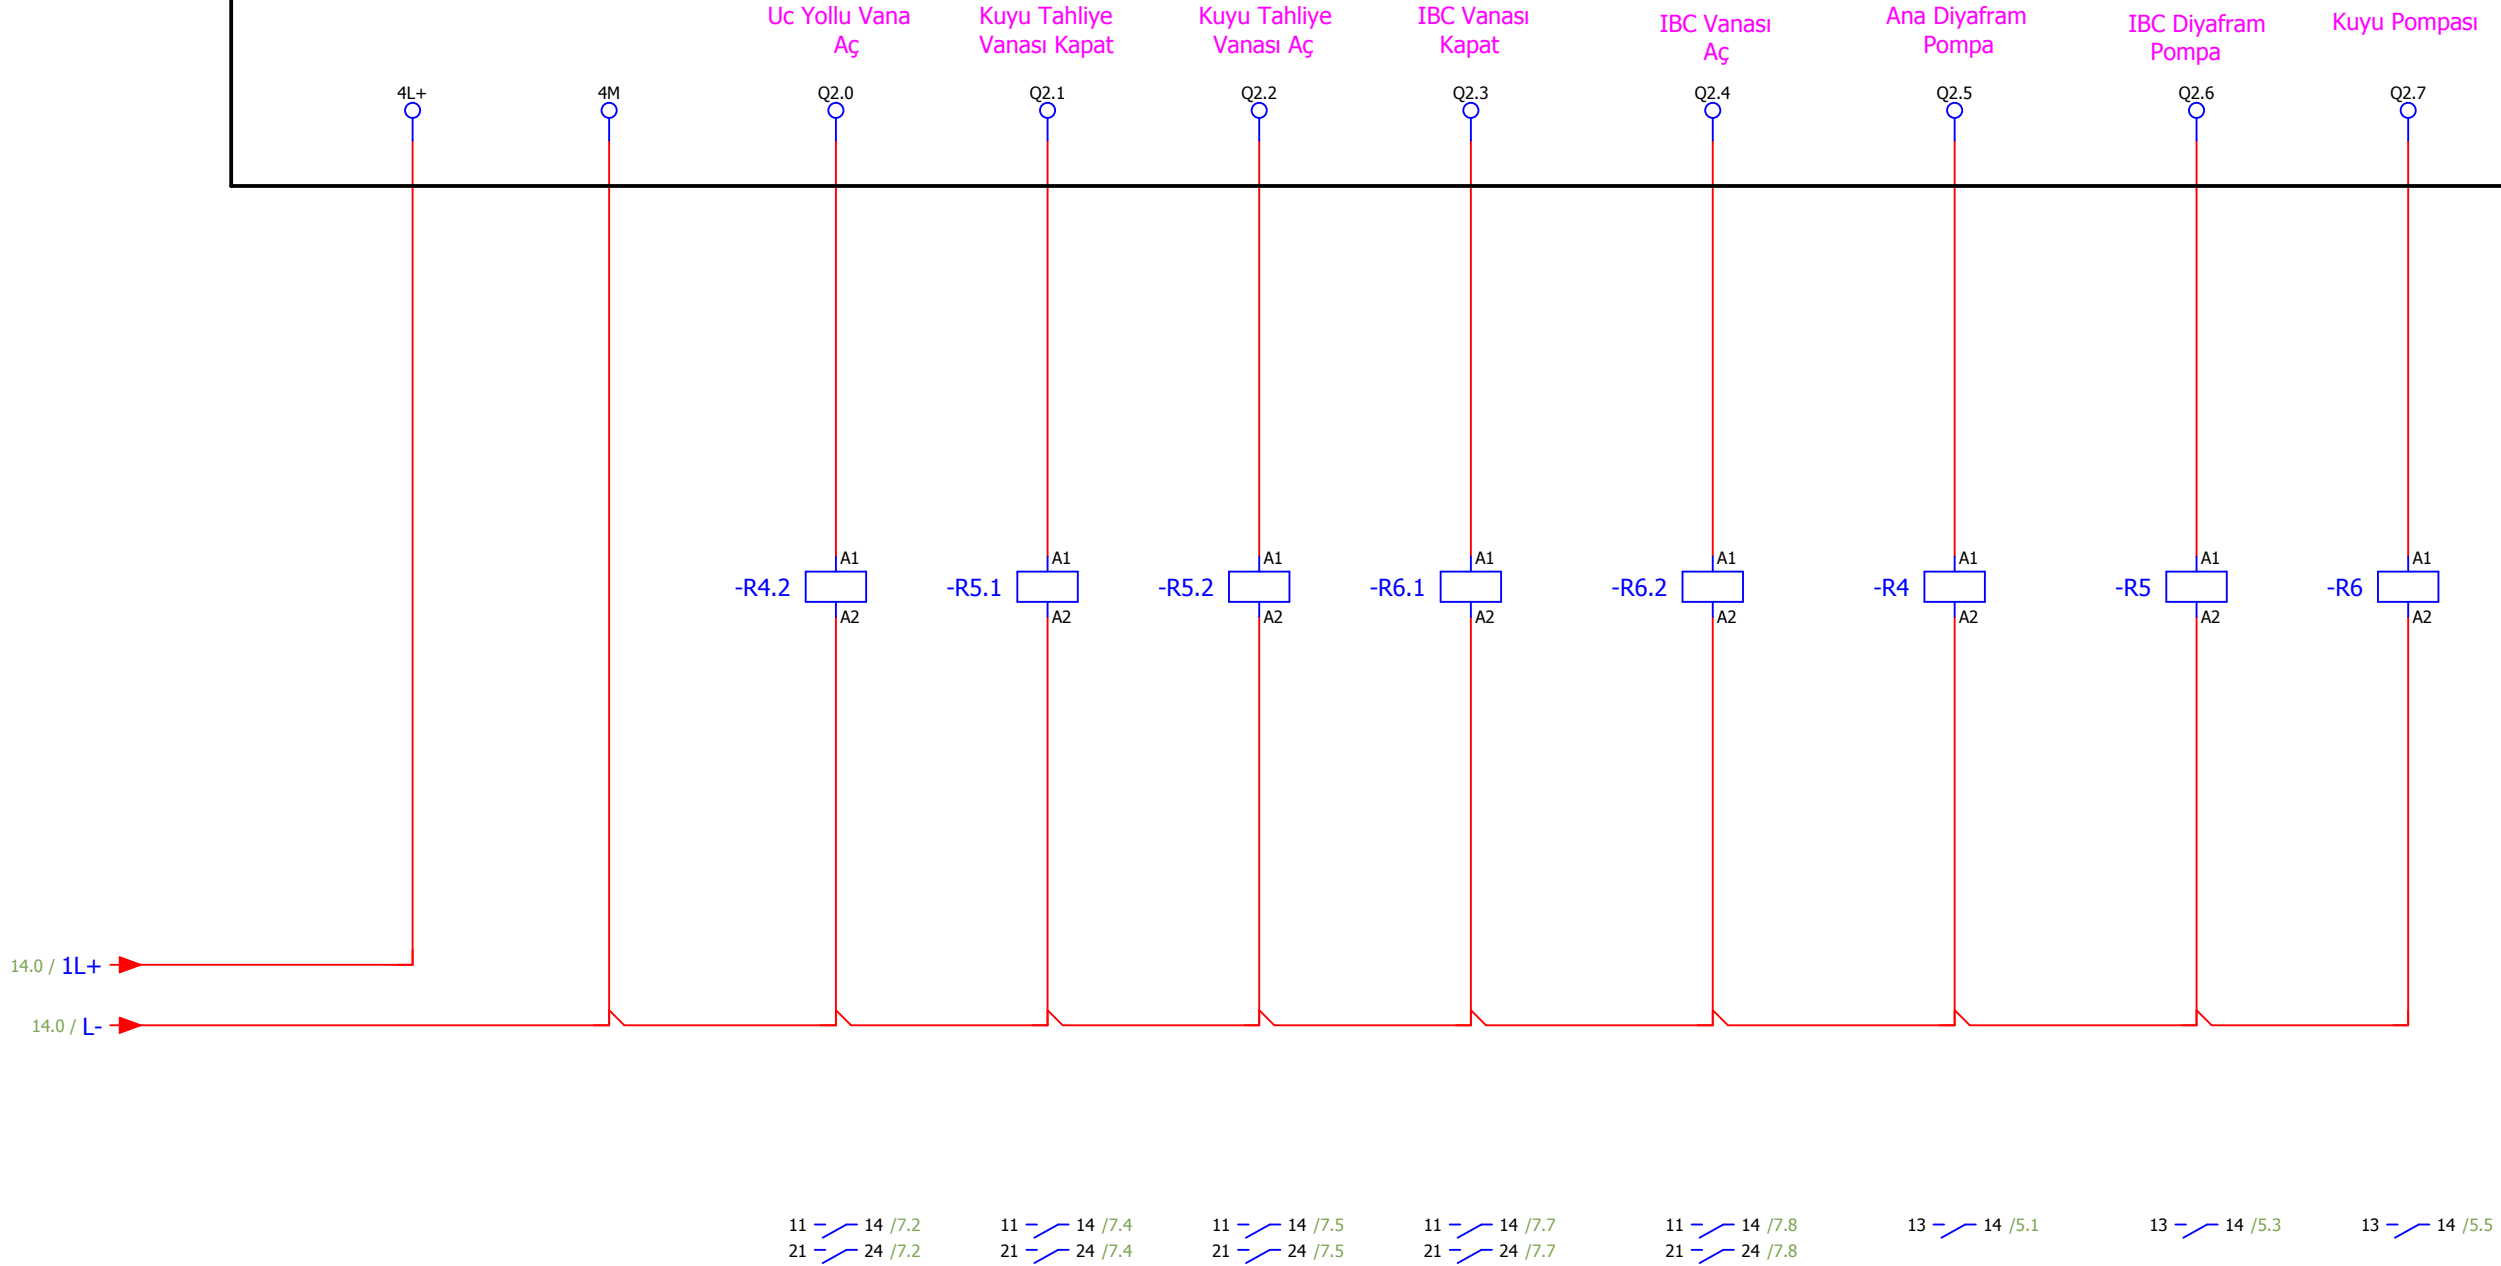 Uc Yollu Vana
Aç
Kuyu Tahliye
Vanası Kapat
Kuyu Tahliye
Vanası Aç
IBC Vanası
Kapat
IBC Vanası
Aç
Ana Diyafram
Pompa
IBC Diyafram
Pompa
Kuyu Pompası
4L+ 4M Q2.0 Q2.1 Q2.2 Q2.3 Q2.4 Q2.5 Q2.6 Q2.7
A1 A1 A1 A1 A1 A1 A1 A1
-R4.2 -R5.1 -R5.2 -R6.1 -R6.2 -R4 -R5 -R6
A2 A2 A2 A2 A2 A2 A2 A2
14.0 / 1L+
14.0 / L-
11 14 /7.2 11 14 /7.4 11 14 /7.5 11 14 /7.7 11 14 /7.8 13 14 /5.1 13 14 /5.3 13 14 /5.5
21 24 /7.2 21 24 /7.4 21 24 /7.5 21 24 /7.7 21 24 /7.8